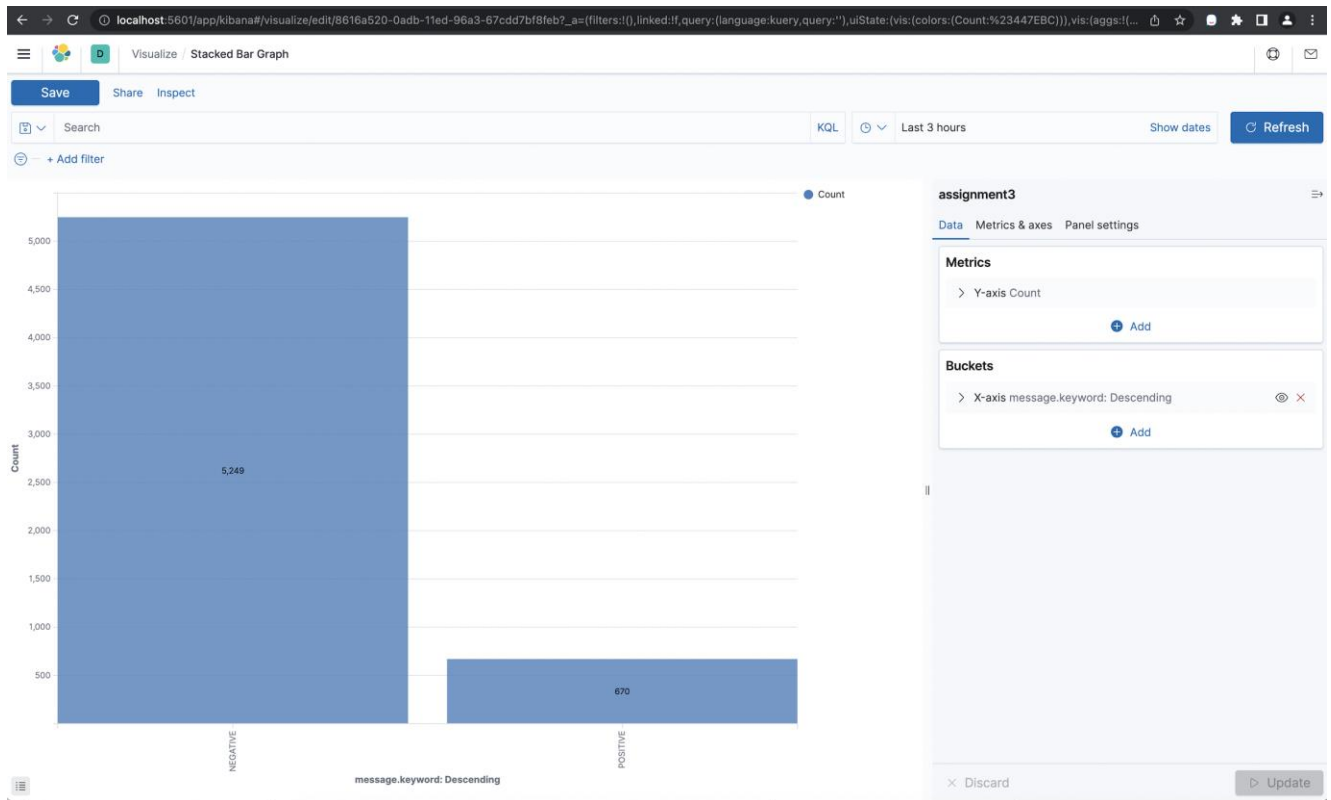 localhost:5601/app/kibana#/visualize/edit/8616a520-0adb-11ed-96a3-67cdd7bf8feb?_a=(filters:!(),linked:!f,query:(language:kuery,query:''),uiState:(vis:(colors:(Count:%23447EBC))),vis:(aggs:!(...
D Visualize / Stacked Bar Graph
Save Share Inspect
Search KQL Last 3 hours Show dates Refresh
+ Add filter
Count
assignment3
Data Metrics & axes Panel settings
Metrics
Y-axis Count
Add
Buckets
X-axis message.keyword: Descending
Add
5,000
4,500
4,000
3,500
3,000
2,500
2,000
1,500
1,000
500
Count
5,249
670
NEGATIVE
POSITIVE
message.keyword: Descending
Discard Update